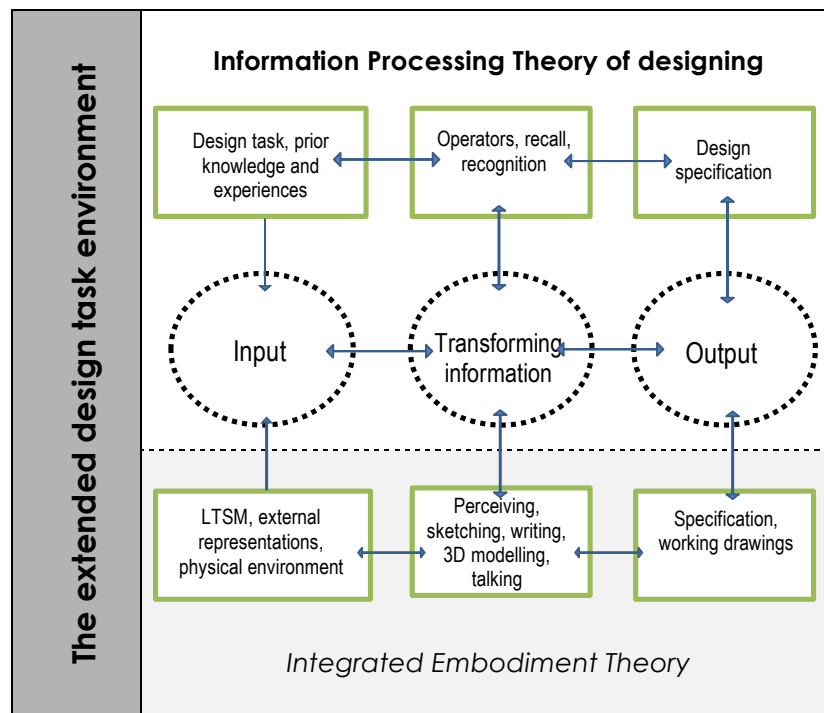 The extended design task environment
Information Processing Theory of designing
Design task, prior
knowledge and
experiences
Operators, recall,
recognition
Design
specification
Input
Transforming
information
Output
LTSM, external
representations,
physical environment
Perceiving,
sketching, writing,
3D modelling,
talking
Specification,
working drawings
Integrated Embodiment Theory